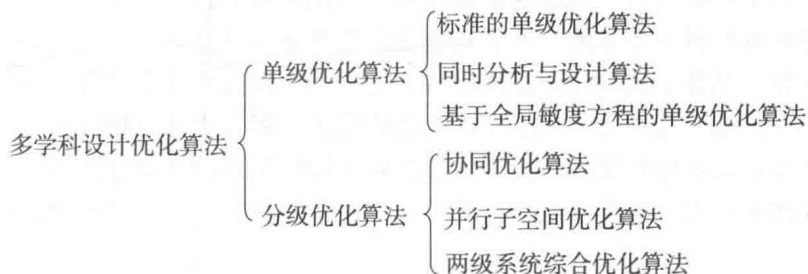 标准的单级优化算法
单级优化算法
同时分析与设计算法
基于全局敏度方程的单级优化算法
多学科设计优化算法
协同优化算法
分级优化算法
并行子空间优化算法
两级系统综合优化算法